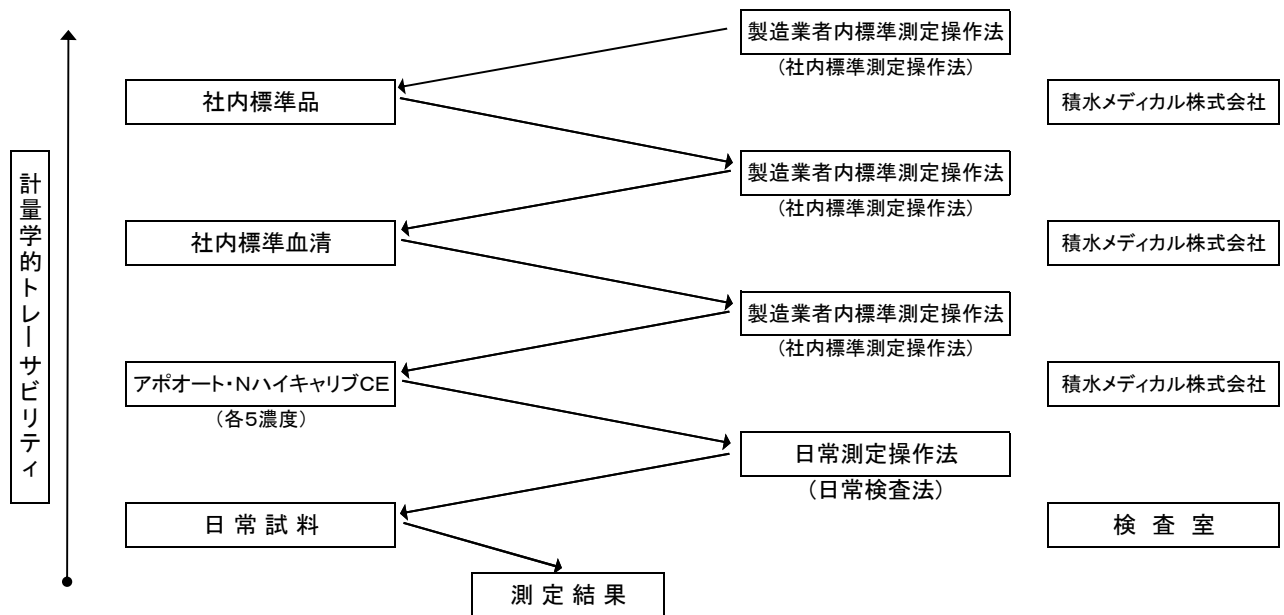 製造業者内標準測定操作法
(社内標準測定操作法)
社内標準品
積水メディカル株式会社
製造業者内標準測定操作法
(社内標準測定操作法)
計量学的トレーサビリティ
社内標準血清
積水メディカル株式会社
製造業者内標準測定操作法
(社内標準測定操作法)
アポオート・NハイキャリブCE
(各5濃度)
積水メディカル株式会社
日常測定操作法
(日常検査法)
日常試料
検査室
測定結果